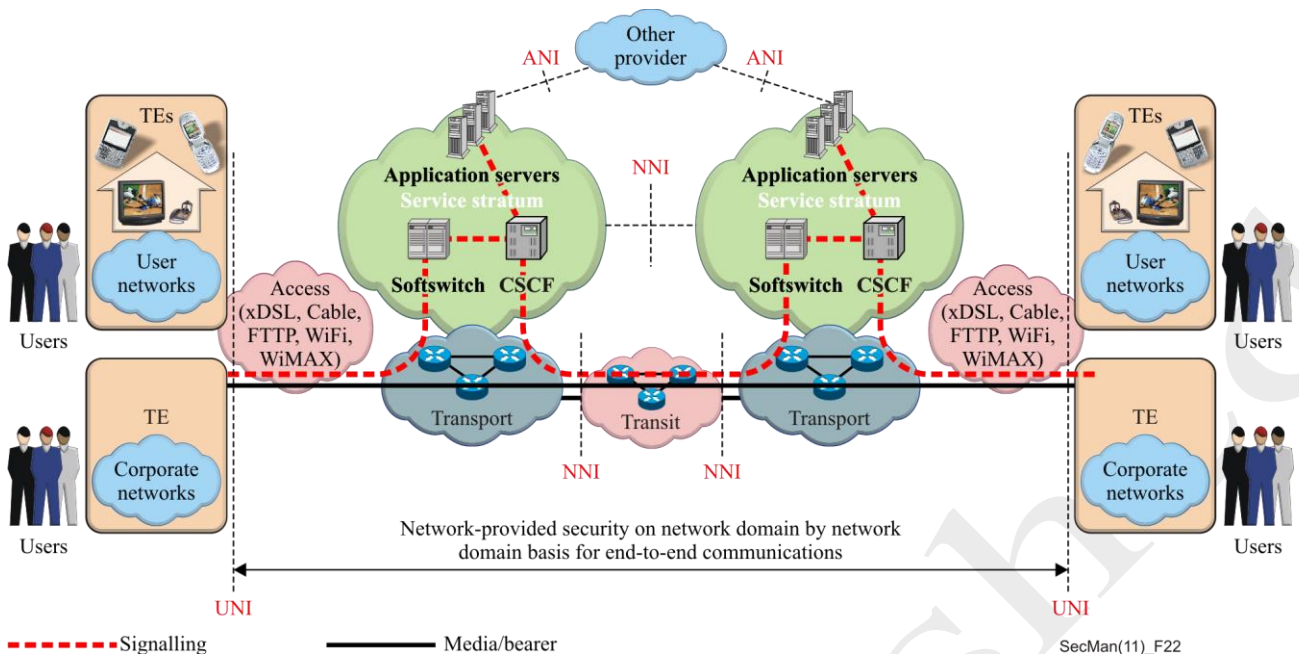 Other
provider
ANI
ANI
TEs
User
networks
Users
Application servers
Service stratum
Softswitch
CSCF
NNI
Application servers
Service stratum
Softswitch
CSCF
TEs
User
networks
Users
Access
(xDSL, Cable,
FTTP, WiFi,
WiMAX)
Transport
Transit
Transport
Access
(xDSL, Cable,
FTTP, WiFi,
WiMAX)
TE
Corporate
networks
Users
NNI
NNI
TE
Corporate
networks
Users
Network-provided security on network domain by network
domain basis for end-to-end communications
UNI
UNI
Signalling
Media/bearer
SecMan(11)_F22